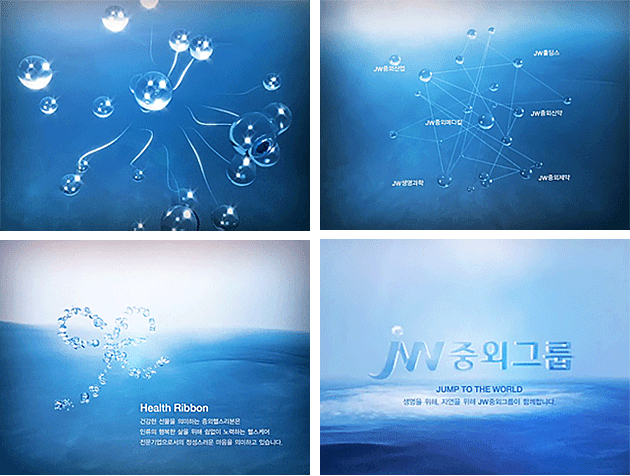 JW홀딩스
JW중외산업
JW중외메디칼
JW중외신약
JW생명과학
JW중외제약
Health Ribbon
건강한 선물을 의미하는 중외헬스리본은
인류의 행복한 삶을 위해 쉼없이 노력하는 헬스케어
전문기업으로서의 정성스러운 마음을 의미하고 있습니다.
JW중외그룹
JUMP TO THE WORLD
생명을 위해, 자연을 위해 JW중외그룹이 함께합니다.